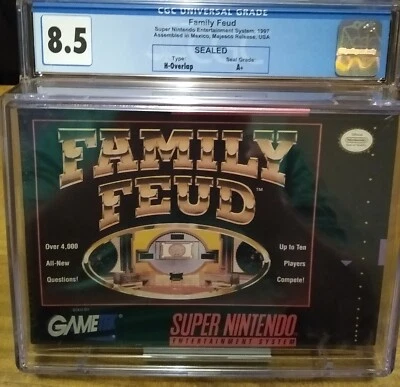 CGC UNIVERSAL GRADE
8.5
Family Feud
Super Nintendo Entertainment System, 1997
Assembled in Mexico, Majesco Release, USA
SEALED
Type: Seal Grade:
H-Overlap A+
FAMILY
FEUD
TM
Over 4,000
All-New
Questions!
Up to Ten
Players
Compete!
GAMETEK
SUPER NINTENDO
ENTERTAINMENT SYSTEM